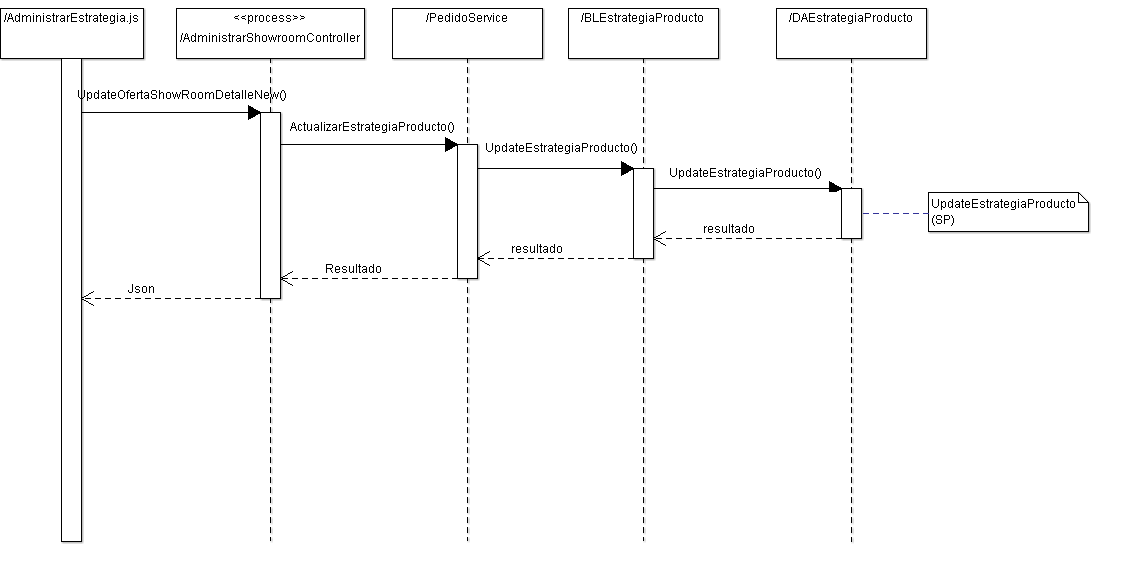 /AdministrarEstrategia.js
<<process>>
/AdministrarShowroomController
/PedidoService
/BLEstrategiaProducto
/DAEstrategiaProducto
UpdateOfertaShowRoomDetalleNew()
ActualizarEstrategiaProducto()
UpdateEstrategiaProducto()
UpdateEstrategiaProducto()
UpdateEstrategiaProducto
(SP)
resultado
resultado
Resultado
Json